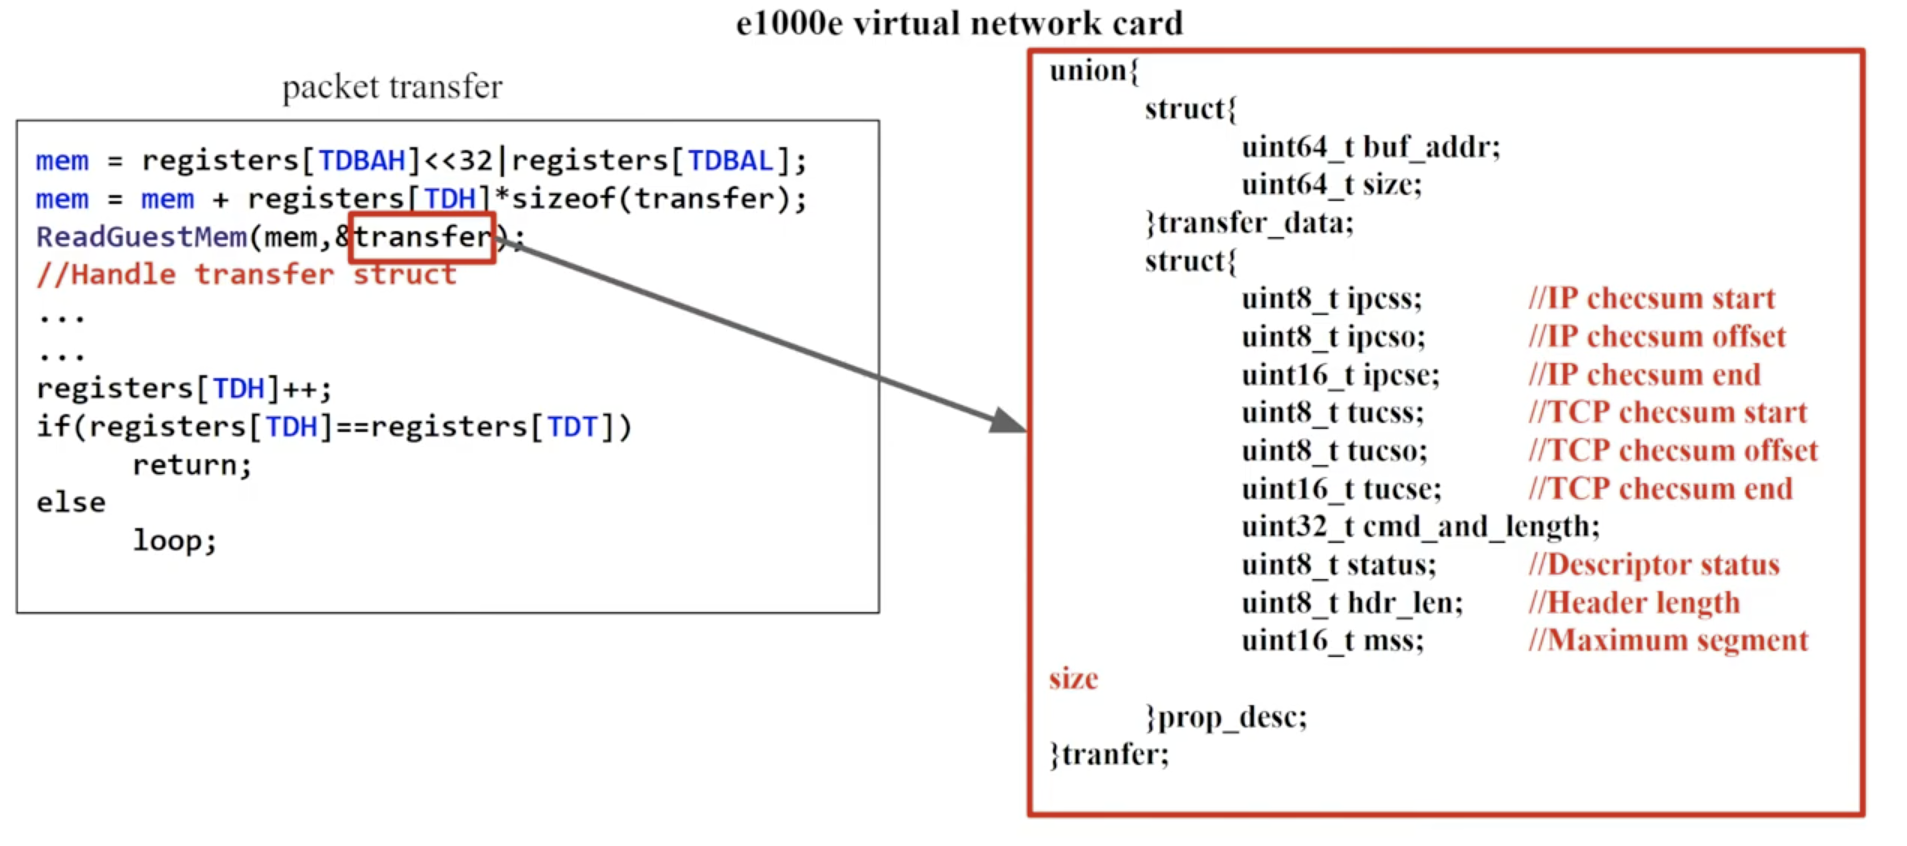 e1000e virtual network card
packet transfer
mem = registers[TDBAH]<<32|registers[TDBAL];
mem = mem + registers[TDH]*sizeof(transfer);
ReadGuestMem(mem,&transfer);
//Handle transfer struct
...
...
registers[TDH]++;
if(registers[TDH]==registers[TDT])
return;
else
loop;
union{
struct{
uint64_t buf_addr;
uint64_t size;
}transfer_data;
struct{
uint8_t ipcss; //IP checsum start
uint8_t ipcso; //IP checsum offset
uint16_t ipcse; //IP checsum end
uint8_t tucss; //TCP checsum start
uint8_t tucso; //TCP checsum offset
uint16_t tucse; //TCP checsum end
uint32_t cmd_and_length;
uint8_t status; //Descriptor status
uint8_t hdr_len; //Header length
uint16_t mss; //Maximum segment
size
}prop_desc;
}tranfer;